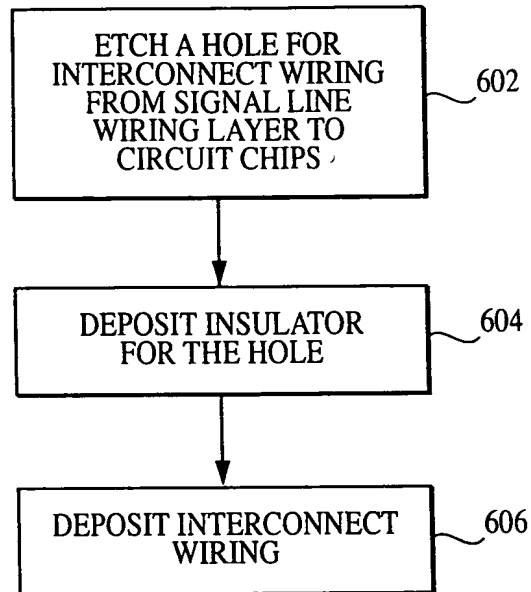 ETCH A HOLE FOR
INTERCONNECT WIRING
FROM SIGNAL LINE
WIRING LAYER TO
CIRCUIT CHIPS
602
DEPOSIT INSULATOR
FOR THE HOLE
604
DEPOSIT INTERCONNECT
WIRING
606